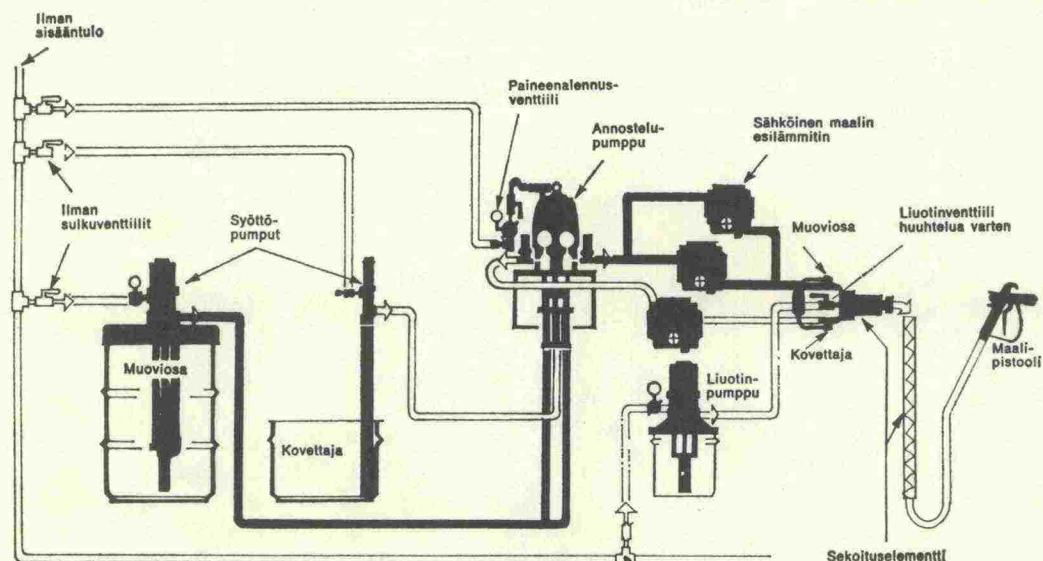 Ilman
sisääntulo
Paineenalennus-
venttiili
Annostelu-
pumppu
Sähköinen maalin
esilämmitin
Ilman
sulkuventtiilit
Syöttö-
pumput
Muoviosa
Liuotinventtiili
huuhtelua varten
Muoviosa
Kovettaja
Liuotin-
pumppu
Kovettaja
Maali-
pistooli
Sekoituselementti